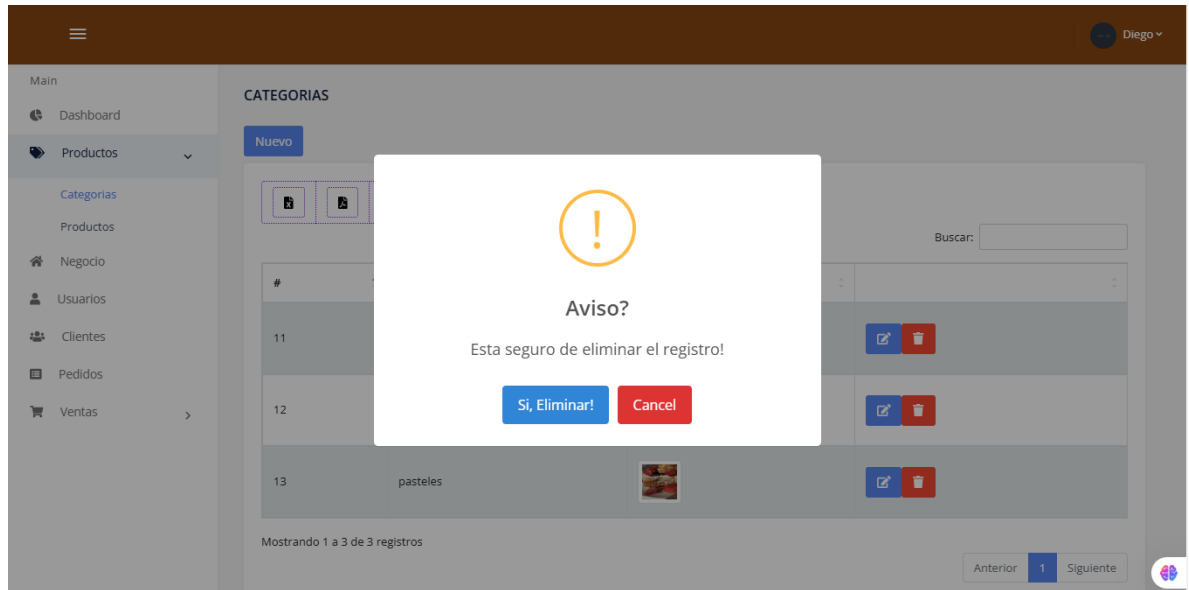 Diego
Main
Dashboard
Productos
Categorias
Productos
Negocio
Usuarios
Clientes
Pedidos
Ventas
CATEGORIAS
Nuevo
Buscar:
#
11
12
13 pasteles
Mostrando 1 a 3 de 3 registros
Anterior 1 Siguiente
!
Aviso?
Esta seguro de eliminar el registro!
Si, Eliminar! Cancel